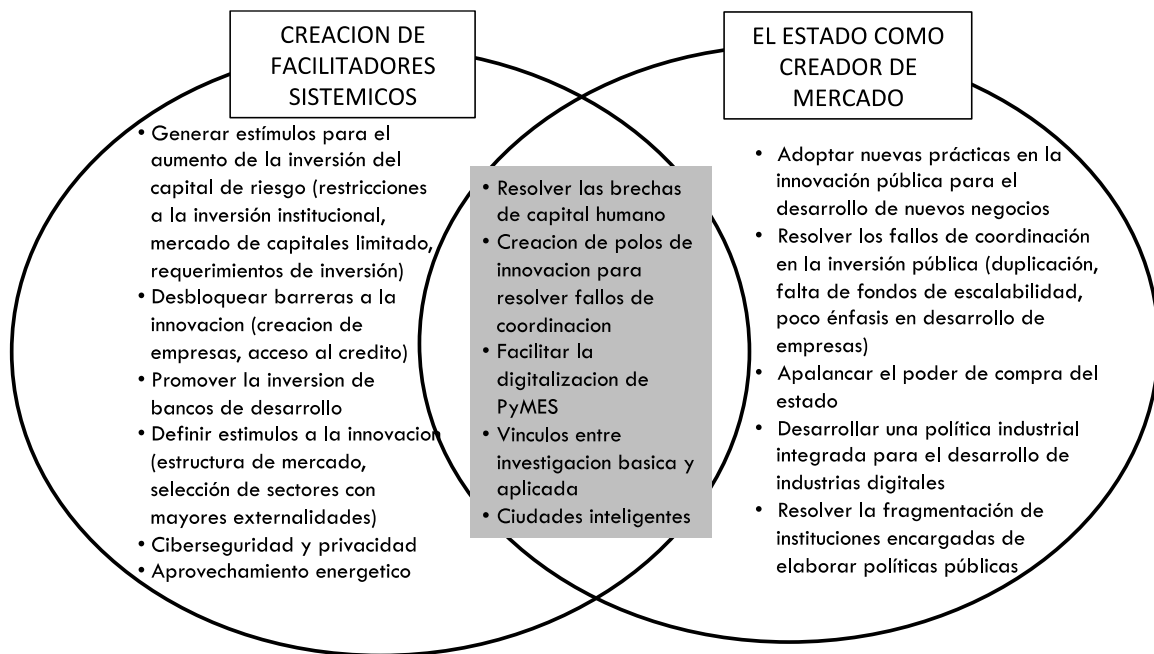 CREACION DE
FACILITADORES
SISTEMICOS
• Generar estímulos para el
aumento de la inversión del
capital de riesgo (restricciones
a la inversión institucional,
mercado de capitales limitado,
requerimientos de inversión)
• Desbloquear barreras a la
innovacion (creacion de
empresas, acceso al credito)
• Promover la inversion de
bancos de desarrollo
• Definir estimulos a la innovacion
(estructura de mercado,
selección de sectores con
mayores externalidades)
• Ciberseguridad y privacidad
• Aprovechamiento energetico
• Resolver las brechas
de capital humano
• Creacion de polos de
innovacion para
resolver fallos de
coordinacion
• Facilitar la
digitalizacion de
PyMES
• Vinculos entre
investigacion basica y
aplicada
• Ciudades inteligentes
EL ESTADO COMO
CREADOR DE
MERCADO
• Adoptar nuevas prácticas en la
innovación pública para el
desarrollo de nuevos negocios
• Resolver los fallos de coordinación
en la inversión pública (duplicación,
falta de fondos de escalabilidad,
poco énfasis en desarrollo de
empresas)
• Apalancar el poder de compra del
estado
• Desarrollar una política industrial
integrada para el desarrollo de
industrias digitales
• Resolver la fragmentación de
instituciones encargadas de
elaborar políticas públicas